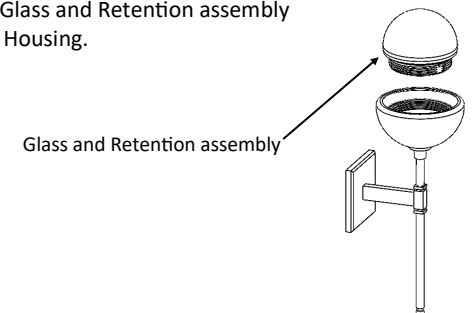 Glass and Retention assembly
Housing.
Glass and Retention assembly